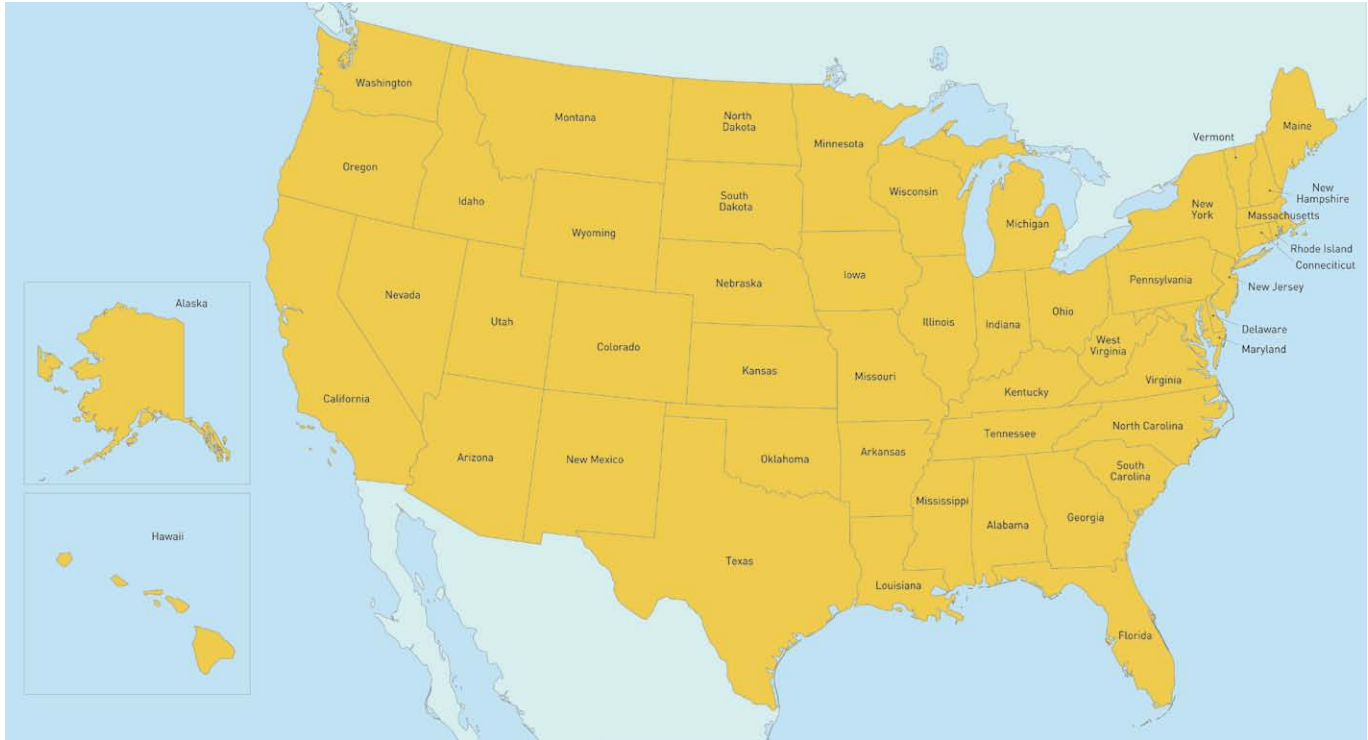 Washington
Montana
North
Dakota
Minnesota
Vermont
Maine
Oregon
Idaho
South
Dakota
Wisconsin
Michigan
New
York
New
Hampshire
Massachusetts
Wyoming
Rhode Island
Conneciticut
Iowa
Nebraska
Pennsylvania
New Jersey
Alaska
Nevada
Utah
Illinois
Indiana
Ohio
Delaware
West
Virginia
Maryland
Colorado
Kansas
Missouri
Kentucky
Virginia
California
Tennessee
North Carolina
Arizona
New Mexico
Oklahoma
Arkansas
South
Carolina
Mississippi
Alabama
Georgia
Hawaii
Texas
Louisiana
Florida